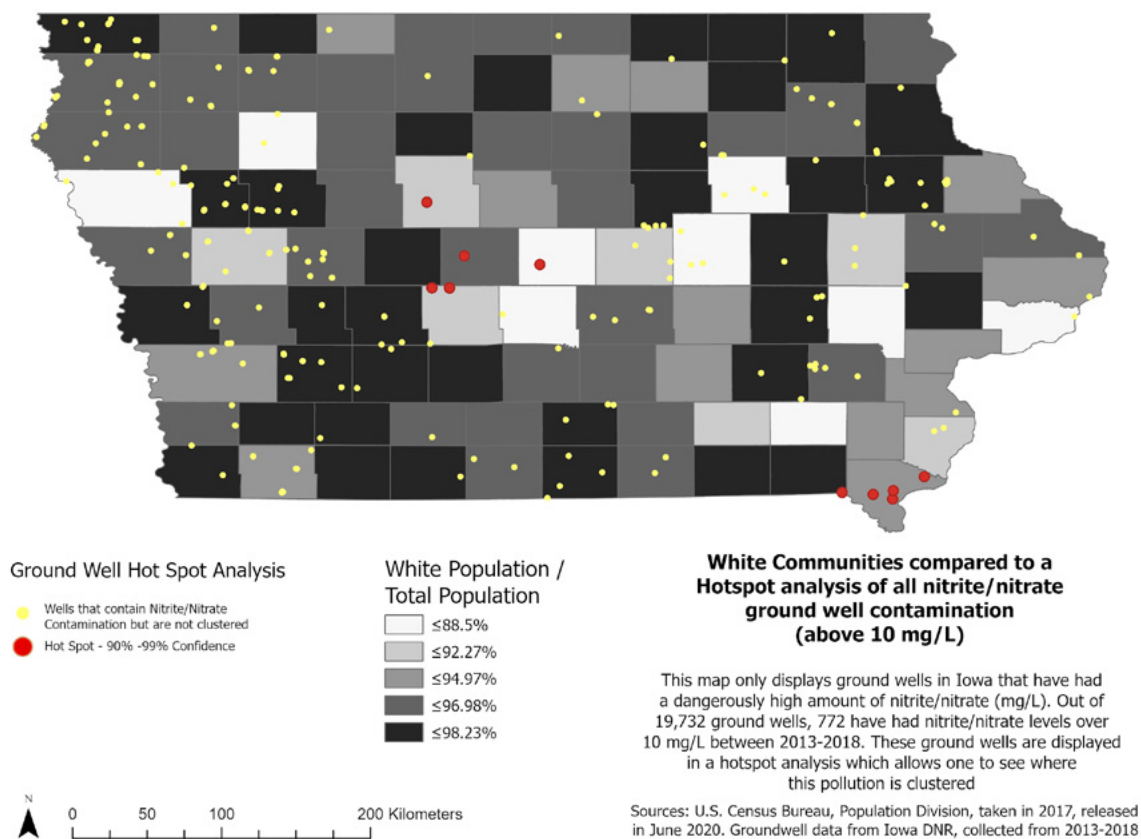 Ground Well Hot Spot Analysis
Wells that contain Nitrite/Nitrate
Contamination but are not clustered
Hot Spot - 90% -99% Confidence
White Population /
Total Population
≤88.5%
≤92.27%
≤94.97%
≤96.98%
≤98.23%
White Communities compared to a
Hotspot analysis of all nitrite/nitrate
ground well contamination
(above 10 mg/L)
This map only displays ground wells in Iowa that have had
a dangerously high amount of nitrite/nitrate (mg/L). Out of
19,732 ground wells, 772 have had nitrite/nitrate levels over
10 mg/L between 2013-2018. These ground wells are displayed
in a hotspot analysis which allows one to see where
this pollution is clustered
Sources: U.S. Census Bureau, Population Division, taken in 2017, released
in June 2020. Groundwell data from Iowa DNR, collected from 2013-2018
N
0 50 100 200 Kilometers